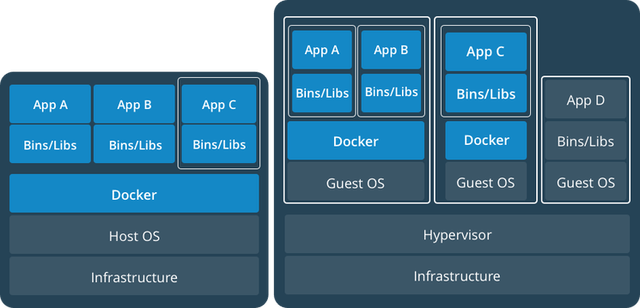 App A
App B
App C
Bins/Libs
Bins/Libs
Bins/Libs
Docker
Host OS
Infrastructure
App A
App B
Bins/Libs
Bins/Libs
Docker
Guest OS
App C
Bins/Libs
Docker
Guest OS
App D
Bins/Libs
Guest OS
Hypervisor
Infrastructure